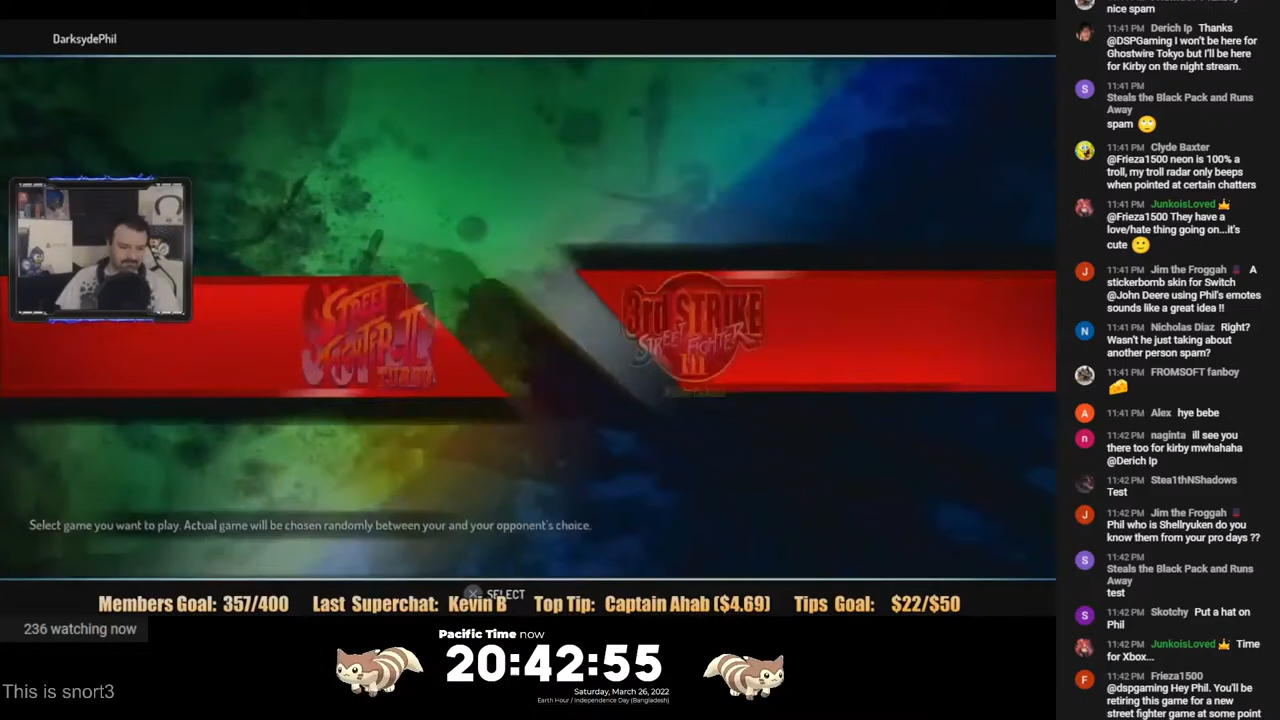 DarksydePhil
STREET
FIGHTER II
TURBO
3rd STRIKE
STREET FIGHTER
III
Select game you want to play. Actual game will be chosen randomly between your and your opponent's choice.
SELECT
Members Goal: 357/400 Last Superchat: Kevin B Top Tip: Captain Ahab ($4.69) Tips Goal: $22/$50
236 watching now
Pacific Time now
20:42:55
Saturday, March 26, 2022
Earth Hour / Independence Day (Bangladesh)
This is snort3
nice spam
11:41 PM Derich Ip Thanks
@DSPGaming I won't be here for
Ghostwire Tokyo but I'll be here
for Kirby on the night stream.
11:41 PM
Steals the Black Pack and Runs
Away
spam 🙄
11:41 PM Clyde Baxter
@Frieza1500 neon is 100% a
troll, my troll radar only beeps
when pointed at certain chatters
11:41 PM JunkoisLoved
@Frieza1500 They have a
love/hate thing going on...it's
cute 🙂
11:41 PM Jim the Froggah A
stickerbomb skin for Switch
@John Deere using Phil's emotes
sounds like a great idea !!
11:41 PM Nicholas Diaz Right?
Wasn't he just taking about
another person spam?
11:41 PM FROMSOFT fanboy
🧀
11:41 PM Alex hye bebe
11:42 PM naginta ill see you
there too for kirby mwhahaha
@Derich Ip
11:42 PM Stea1thNShadows
Test
11:42 PM Jim the Froggah
Phil who is Shellryuken do you
know them from your pro days ??
11:42 PM
Steals the Black Pack and Runs
Away
test
11:42 PM Skotchy Put a hat on
Phil
11:42 PM JunkoisLoved Time
for Xbox...
11:42 PM Frieza1500
@dspgaming Hey Phil. You'll be
retiring this game for a new
street fighter game at some point